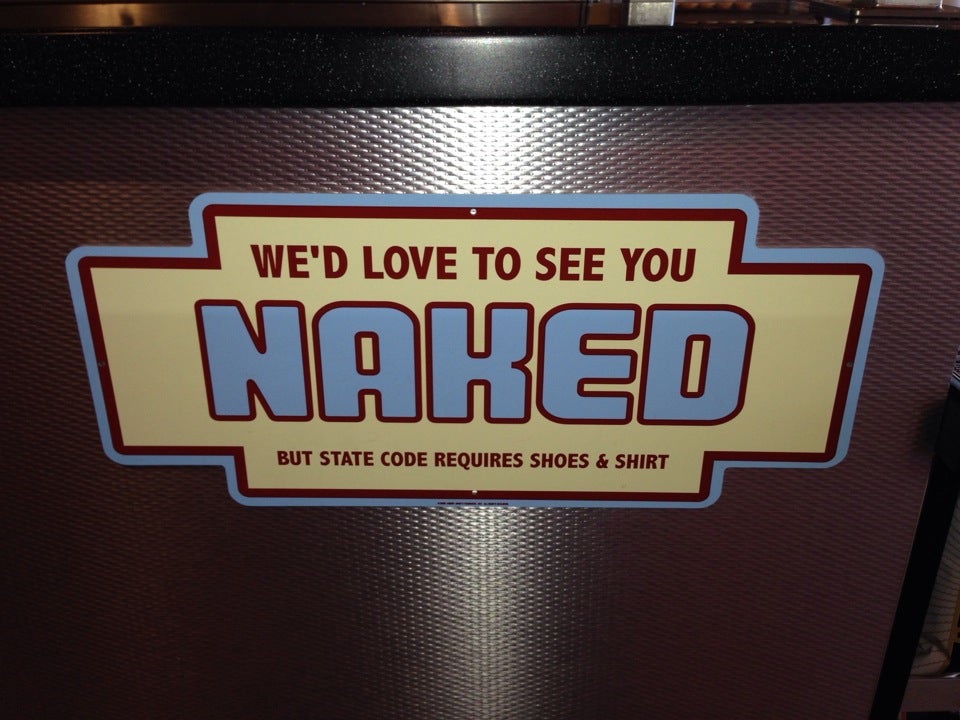 WE'D LOVE TO SEE YOU
NAKED
BUT STATE CODE REQUIRES SHOES & SHIRT